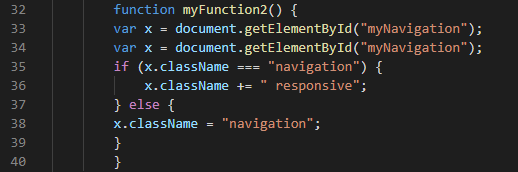 32 function myFunction2() {
33 var x = document.getElementById("myNavigation");
34 var x = document.getElementById("myNavigation");
35 if (x.className === "navigation") {
36 x.className += " responsive";
37 } else {
38 x.className = "navigation";
39 }
40 }